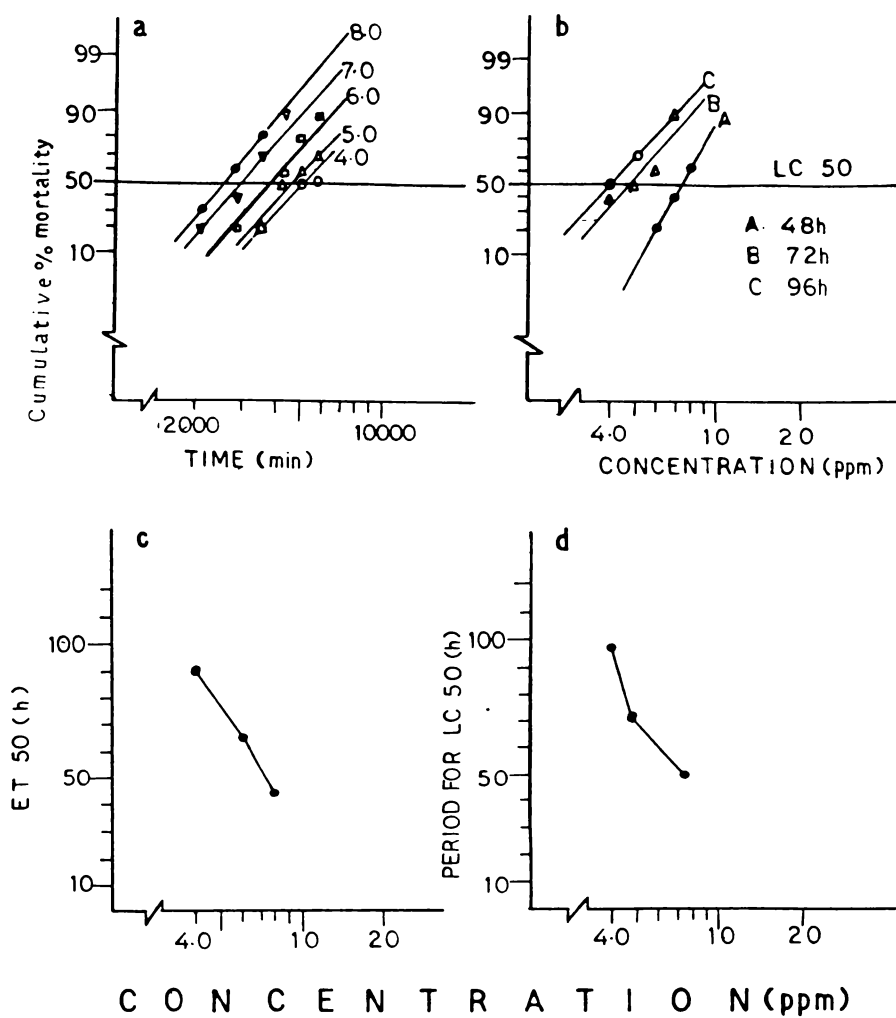 a
Cumulative % mortality
99
90
50
10
8.0
7.0
6.0
5.0
4.0
2000
10000
TIME (min)
b
99
90
50
10
C
B
A
LC 50
A 48h
B 72h
C 96h
4.0
10
20
CONCENTRATION (ppm)
c
ET 50 (h)
100
50
10
4.0
10
20
d
PERIOD FOR LC 50 (h)
100
50
10
4.0
10
20
CONCENTRATION (ppm)